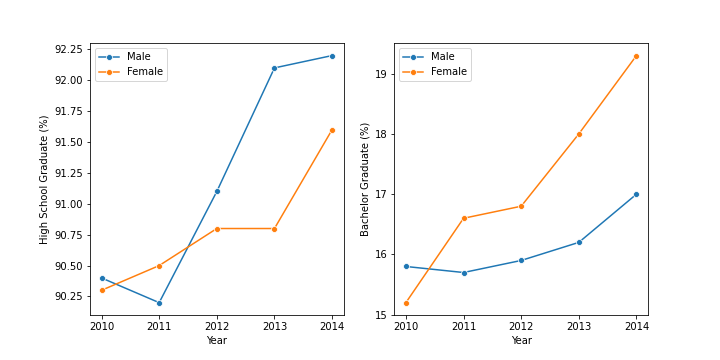 Male
Female
92.25
92.00
91.75
91.50
91.25
91.00
90.75
90.50
90.25
High School Graduate (%)
2010 2011 2012 2013 2014
Year
Male
Female
19
18
17
16
15
Bachelor Graduate (%)
2010 2011 2012 2013 2014
Year